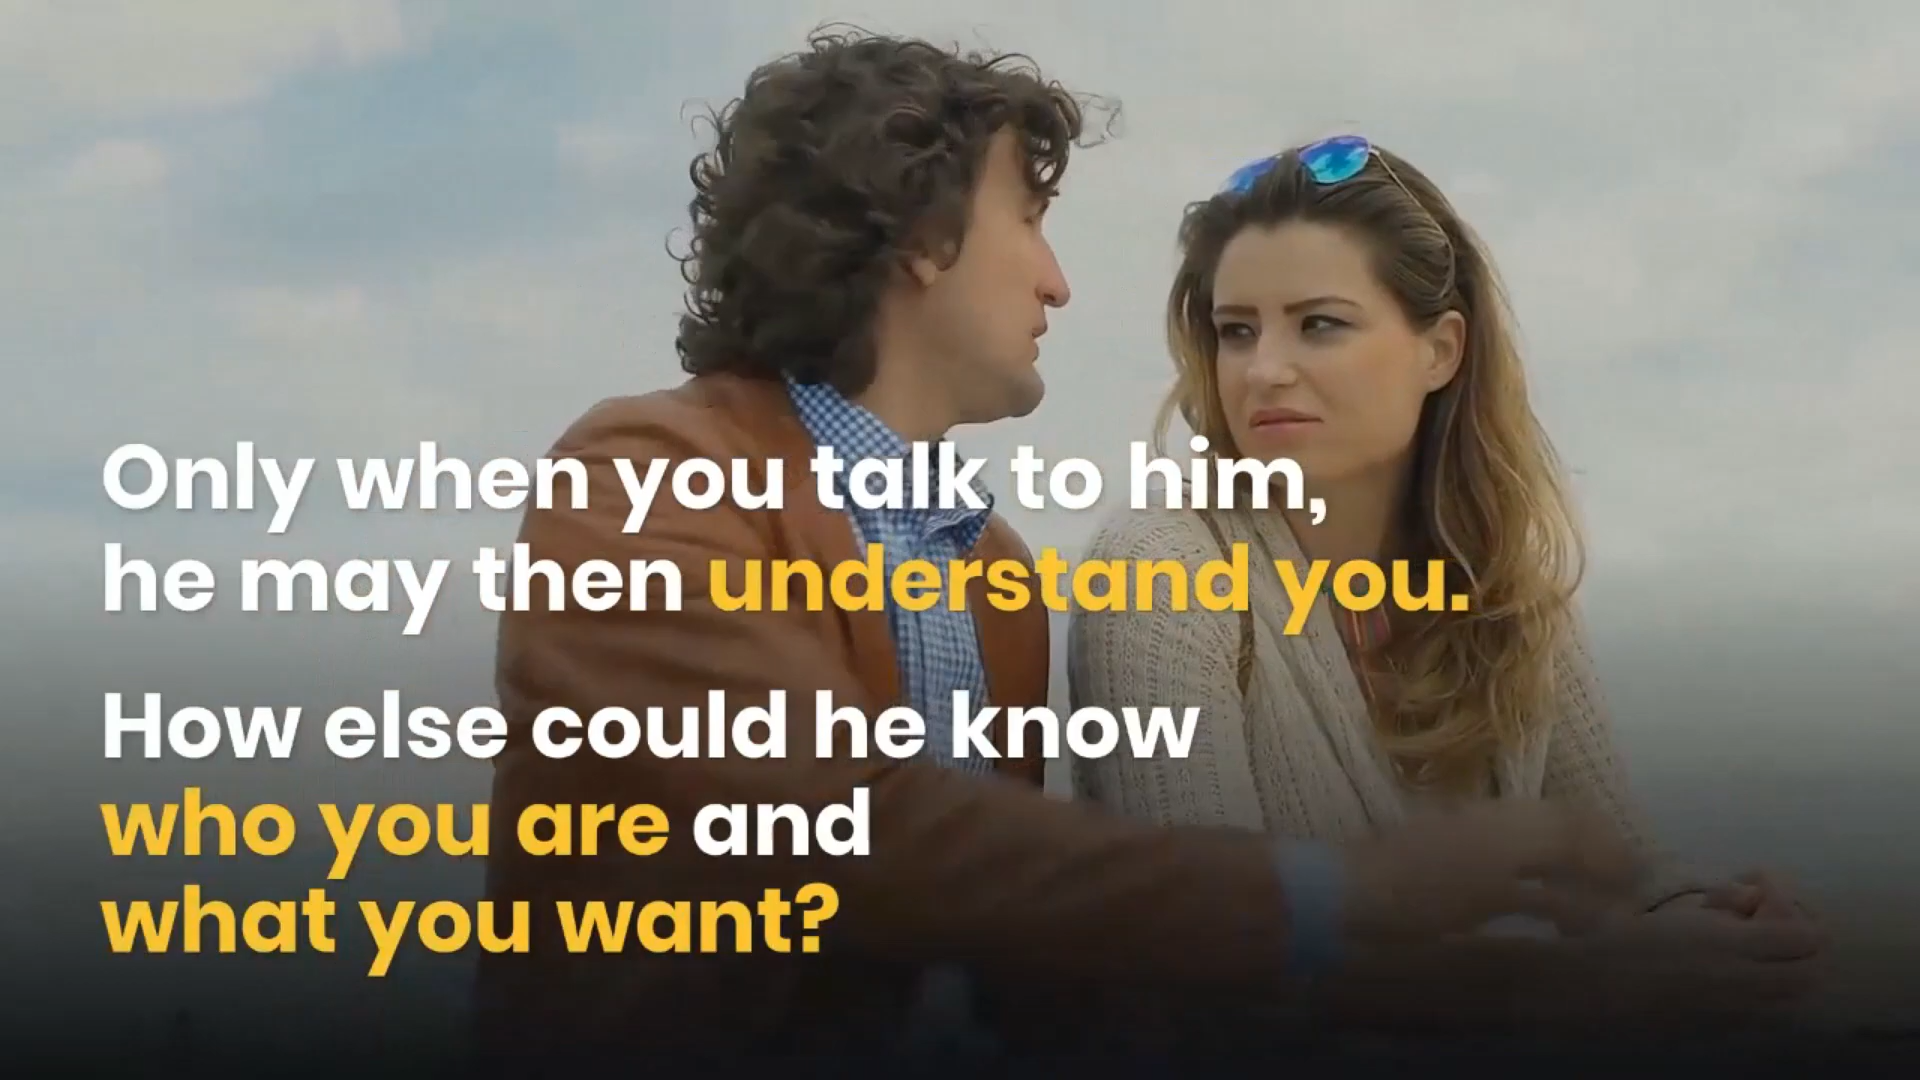 Only when you talk to him,
he may then understand you.
How else could he know
who you are and
what you want?